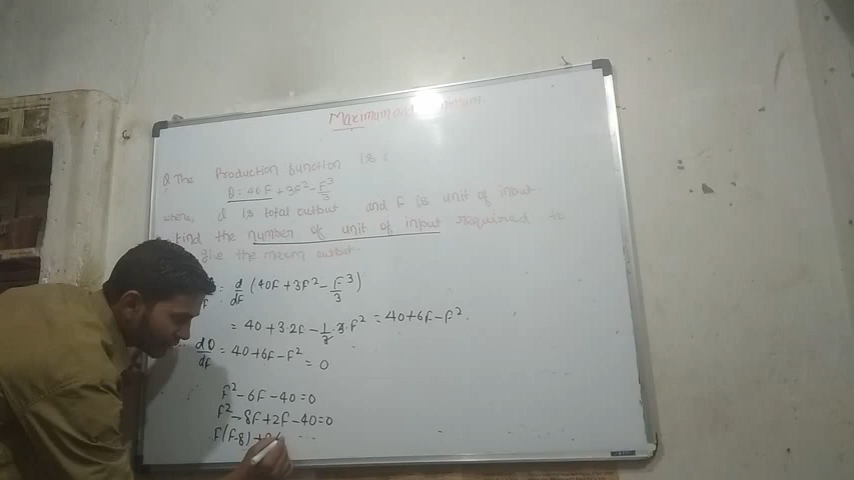 Maximum and Minimum
Q The Production function is :
Q = 40F + 3F² - F³/3
where, Q is total output and F is unit of input
Find the number of unit of input required to
give the maxm output.
d/dF (40F + 3F² - F³/3)
= 40 + 3·2F - 1/3·3·F² = 40 + 6F - F².
dQ/dF = 40 + 6F - F² = 0
F² - 6F - 40 = 0
F² - 8F + 2F - 40 = 0
F(F-8) +